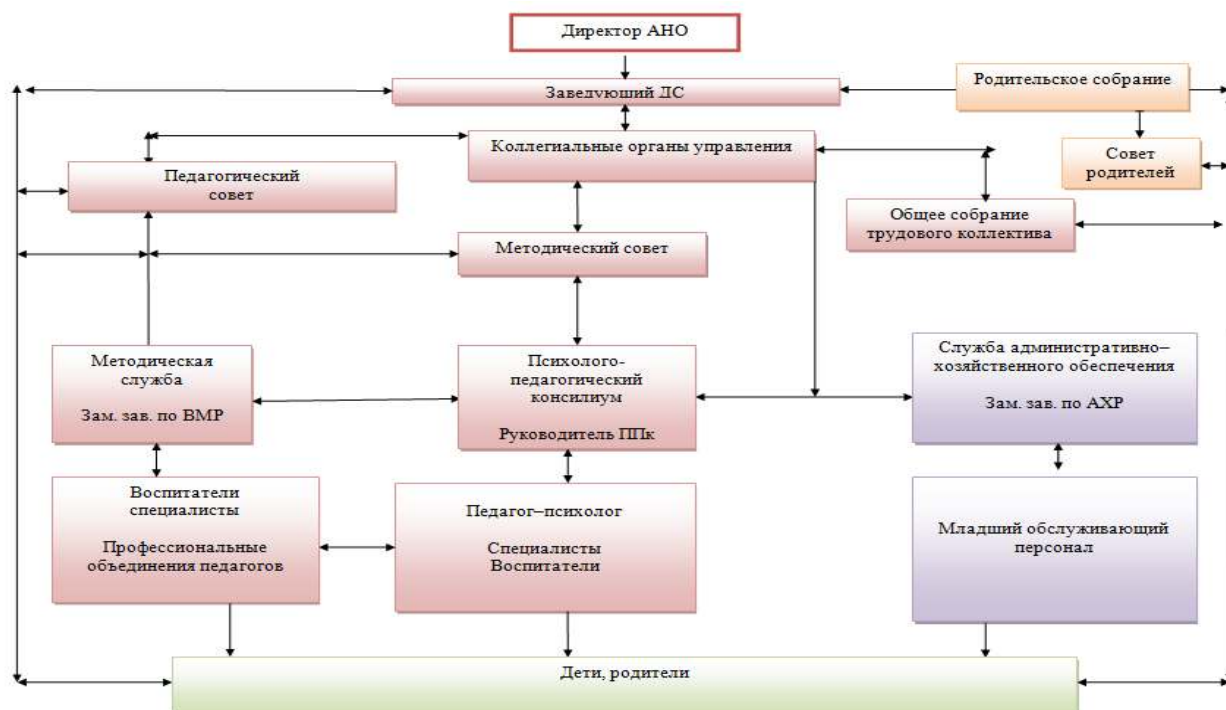 Директор АНО
Заведующий ДС
Родительское собрание
Коллегиальные органы управления
Совет
родителей
Педагогический
совет
Общее собрание
трудового коллектива
Методический совет
Методическая
служба
Зам. зав. по ВМР
Психолого-
педагогический
консилиум
Руководитель ППк
Служба административно–
хозяйственного обеспечения
Зам. зав. по АХР
Воспитатели
специалисты
Профессиональные
объединения педагогов
Педагог–психолог
Специалисты
Воспитатели
Младший обслуживающий
персонал
Дети, родители